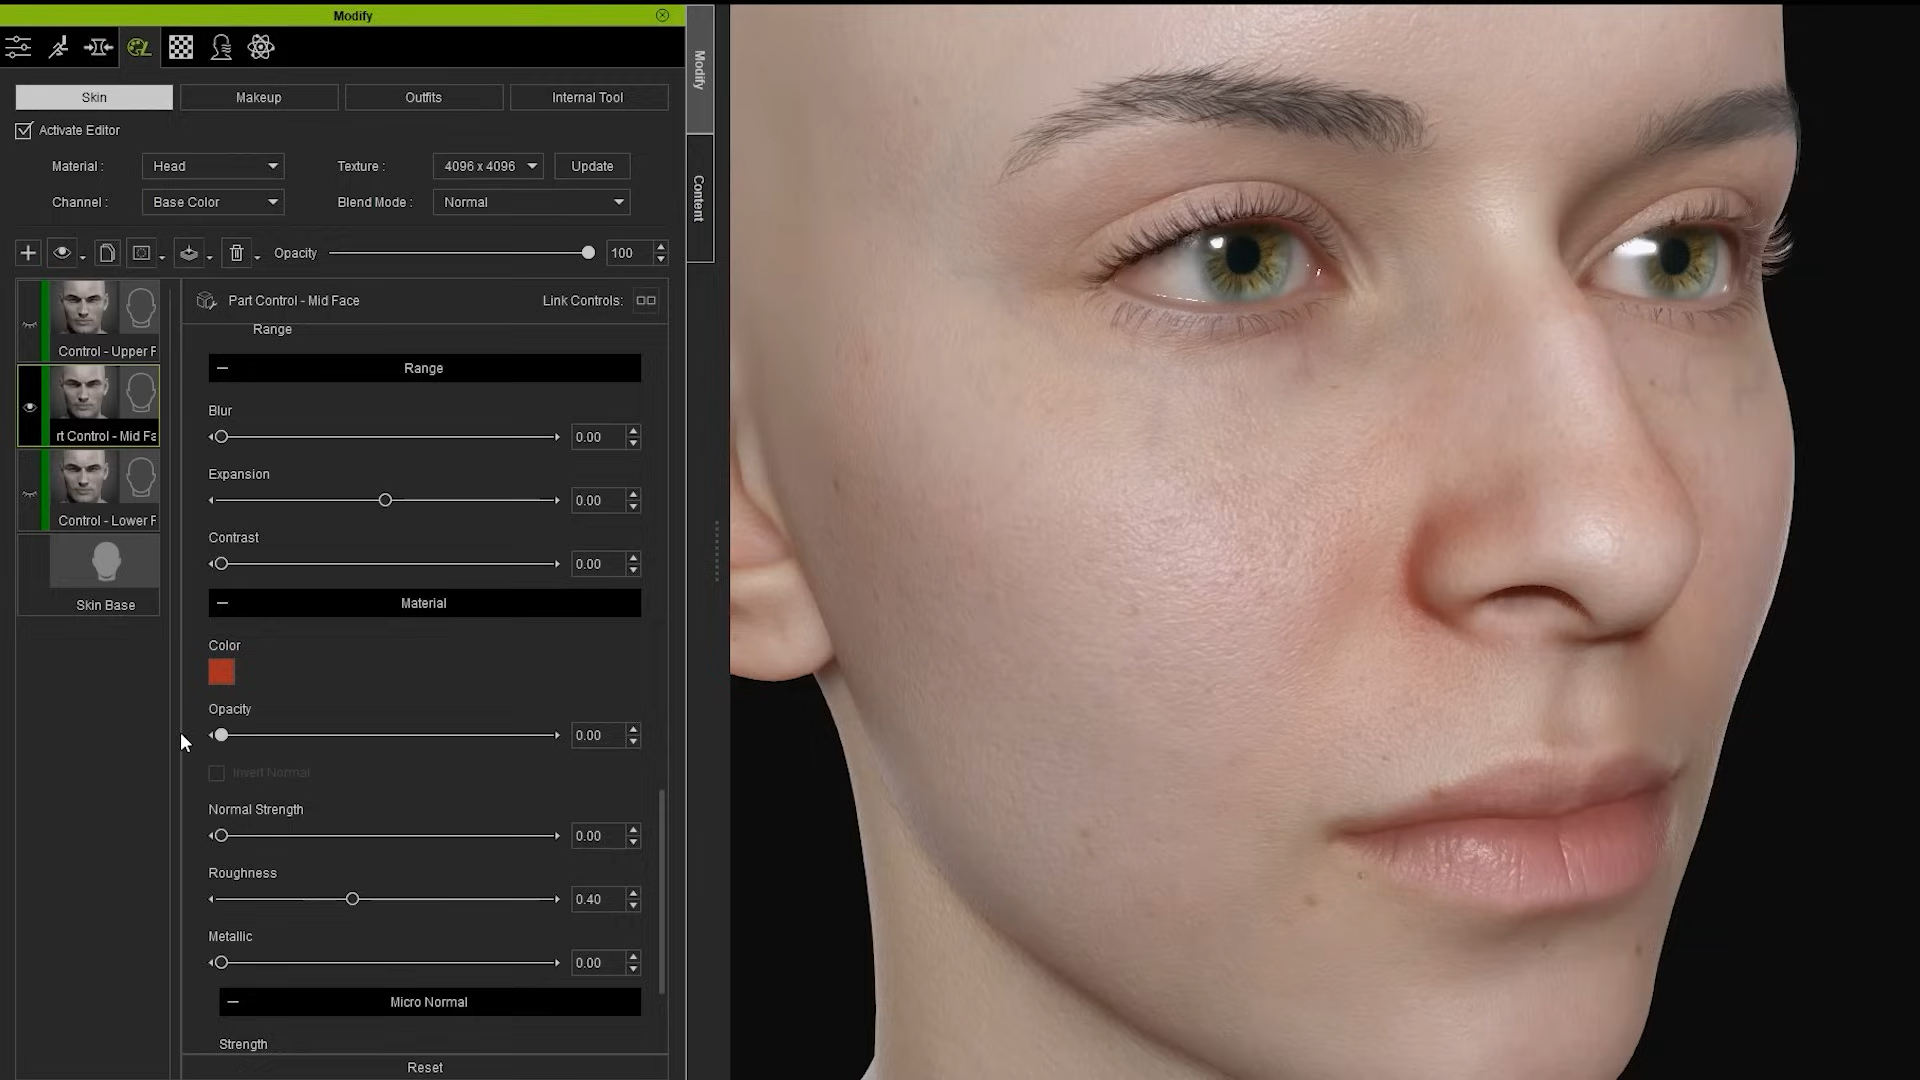 Modify
Modify
Content
Skin
Makeup
Outfits
Internal Tool
Activate Editor
Material :
Head
Texture :
4096 x 4096
Update
Channel :
Base Color
Blend Mode :
Normal
Opacity
100
Control - Upper F
rt Control - Mid Fa
Control - Lower F
Skin Base
Part Control - Mid Face
Link Controls:
Range
Range
Blur
0.00
Expansion
0.00
Contrast
0.00
Material
Color
Opacity
0.00
Invert Normal
Normal Strength
0.00
Roughness
0.40
Metallic
0.00
Micro Normal
Strength
Reset